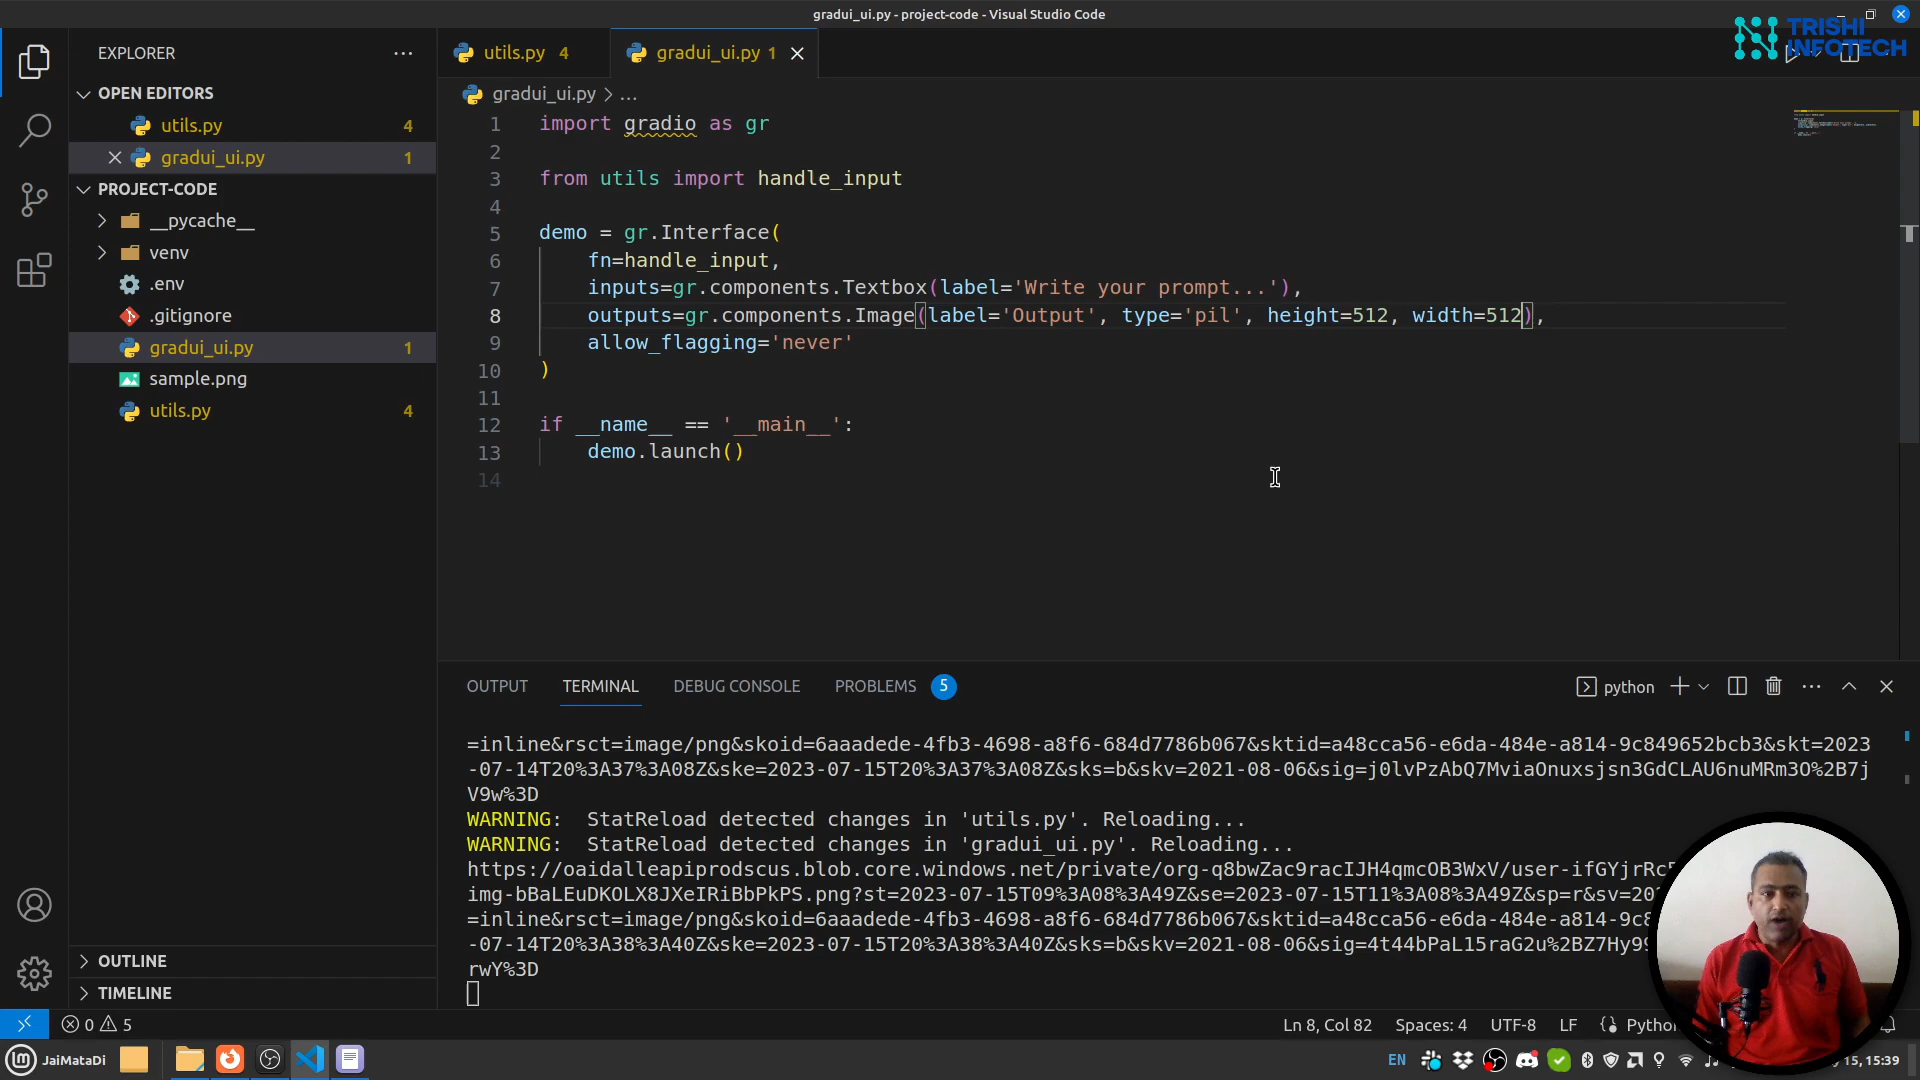 gradui_ui.py - project-code - Visual Studio Code
TRISHI
INFOTECH
EXPLORER
utils.py 4
gradui_ui.py 1
OPEN EDITORS
utils.py 4
gradui_ui.py 1
PROJECT-CODE
__pycache__
venv
.env
.gitignore
gradui_ui.py 1
sample.png
utils.py 4
OUTLINE
TIMELINE
gradui_ui.py > ...
1 import gradio as gr
2
3 from utils import handle_input
4
5 demo = gr.Interface(
6 fn=handle_input,
7 inputs=gr.components.Textbox(label='Write your prompt...'),
8 outputs=gr.components.Image(label='Output', type='pil', height=512, width=512),
9 allow_flagging='never'
10 )
11
12 if __name__ == '__main__':
13 demo.launch()
14
OUTPUT TERMINAL DEBUG CONSOLE PROBLEMS 5
python
=inline&rsct=image/png&skoid=6aaadede-4fb3-4698-a8f6-684d7786b067&sktid=a48cca56-e6da-484e-a814-9c849652bcb3&skt=2023
-07-14T20%3A37%3A08Z&ske=2023-07-15T20%3A37%3A08Z&sks=b&skv=2021-08-06&sig=j0lvPzAbQ7MviaOnuxsjsn3GdCLAU6nuMRm3O%2B7j
V9w%3D
WARNING: StatReload detected changes in 'utils.py'. Reloading...
WARNING: StatReload detected changes in 'gradui_ui.py'. Reloading...
https://oaidalleapiprodscus.blob.core.windows.net/private/org-q8bwZac9racIJH4qmcOB3WxV/user-ifGYjrRc5
img-bBaLEuDKOLX8JXeIRiBbPkPS.png?st=2023-07-15T09%3A08%3A49Z&se=2023-07-15T11%3A08%3A49Z&sp=r&sv=20
=inline&rsct=image/png&skoid=6aaadede-4fb3-4698-a8f6-684d7786b067&sktid=a48cca56-e6da-484e-a814-9c8
-07-14T20%3A38%3A40Z&ske=2023-07-15T20%3A38%3A40Z&sks=b&skv=2021-08-06&sig=4t44bPaL15raG2u%2BZ7Hy99
rwY%3D
0 5
Ln 8, Col 82 Spaces: 4 UTF-8 LF Python
JaiMataDi
EN
15, 15:39